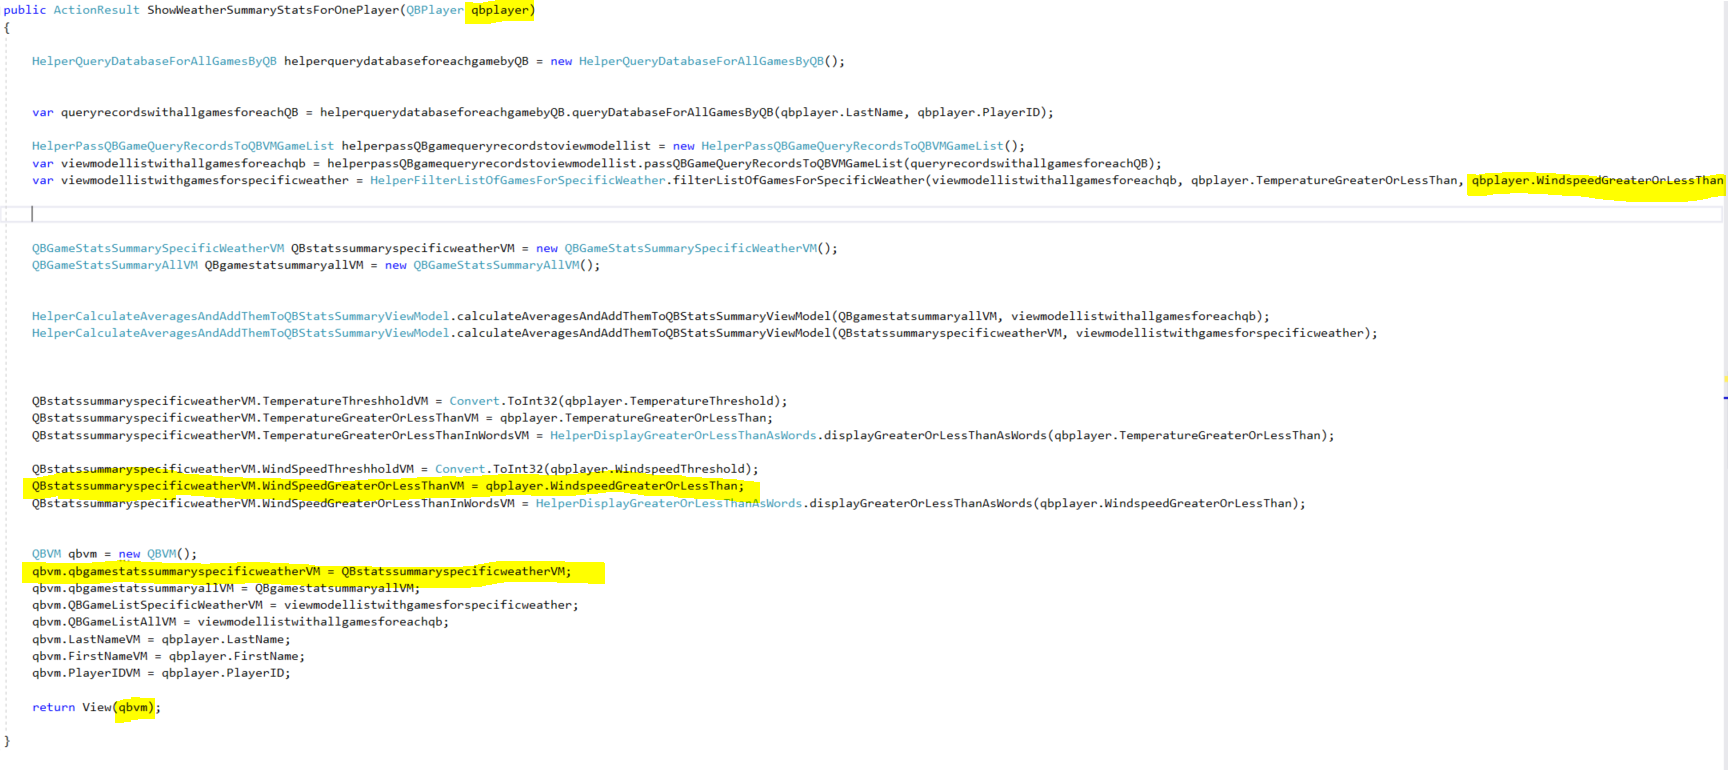 public ActionResult ShowWeatherSummaryStatsForOnePlayer(QBPlayer qbplayer)
{
HelperQueryDatabaseForAllGamesByQB helperquerydatabaseforeachgamebyQB = new HelperQueryDatabaseForAllGamesByQB();
var queryrecordswithallgamesforeachQB = helperquerydatabaseforeachgamebyQB.queryDatabaseForAllGamesByQB(qbplayer.LastName, qbplayer.PlayerID);
HelperPassQBGameQueryRecordsToQBVMGameList helperpassQBgamequeryrecordstoviewmodellist = new HelperPassQBGameQueryRecordsToQBVMGameList();
var viewmodellistwithallgamesforeachqb = helperpassQBgamequeryrecordstoviewmodellist.passQBGameQueryRecordsToQBVMGameList(queryrecordswithallgamesforeachQB);
var viewmodellistwithgamesforspecificweather = HelperFilterListOfGamesForSpecificWeather.filterListOfGamesForSpecificWeather(viewmodellistwithallgamesforeachqb, qbplayer.TemperatureGreaterOrLessThan, qbplayer.WindspeedGreaterOrLessThan
QBGameStatsSummarySpecificWeatherVM QBstatssummaryspecificweatherVM = new QBGameStatsSummarySpecificWeatherVM();
QBGameStatsSummaryAllVM QBgamestatsummaryallVM = new QBGameStatsSummaryAllVM();
HelperCalculateAveragesAndAddThemToQBStatsSummaryViewModel.calculateAveragesAndAddThemToQBStatsSummaryViewModel(QBgamestatsummaryallVM, viewmodellistwithallgamesforeachqb);
HelperCalculateAveragesAndAddThemToQBStatsSummaryViewModel.calculateAveragesAndAddThemToQBStatsSummaryViewModel(QBstatssummaryspecificweatherVM, viewmodellistwithgamesforspecificweather);
QBstatssummaryspecificweatherVM.TemperatureThreshholdVM = Convert.ToInt32(qbplayer.TemperatureThreshold);
QBstatssummaryspecificweatherVM.TemperatureGreaterOrLessThanVM = qbplayer.TemperatureGreaterOrLessThan;
QBstatssummaryspecificweatherVM.TemperatureGreaterOrLessThanInWordsVM = HelperDisplayGreaterOrLessThanAsWords.displayGreaterOrLessThanAsWords(qbplayer.TemperatureGreaterOrLessThan);
QBstatssummaryspecificweatherVM.WindSpeedThreshholdVM = Convert.ToInt32(qbplayer.WindspeedThreshold);
QBstatssummaryspecificweatherVM.WindSpeedGreaterOrLessThanVM = qbplayer.WindspeedGreaterOrLessThan;
QBstatssummaryspecificweatherVM.WindSpeedGreaterOrLessThanInWordsVM = HelperDisplayGreaterOrLessThanAsWords.displayGreaterOrLessThanAsWords(qbplayer.WindspeedGreaterOrLessThan);
QBVM qbvm = new QBVM();
qbvm.qbgamestatssummaryspecificweatherVM = QBstatssummaryspecificweatherVM;
qbvm.qbgamestatssummaryallVM = QBgamestatsummaryallVM;
qbvm.QBGameListSpecificWeatherVM = viewmodellistwithgamesforspecificweather;
qbvm.QBGameListAllVM = viewmodellistwithallgamesforeachqb;
qbvm.LastNameVM = qbplayer.LastName;
qbvm.FirstNameVM = qbplayer.FirstName;
qbvm.PlayerIDVM = qbplayer.PlayerID;
return View(qbvm);
}